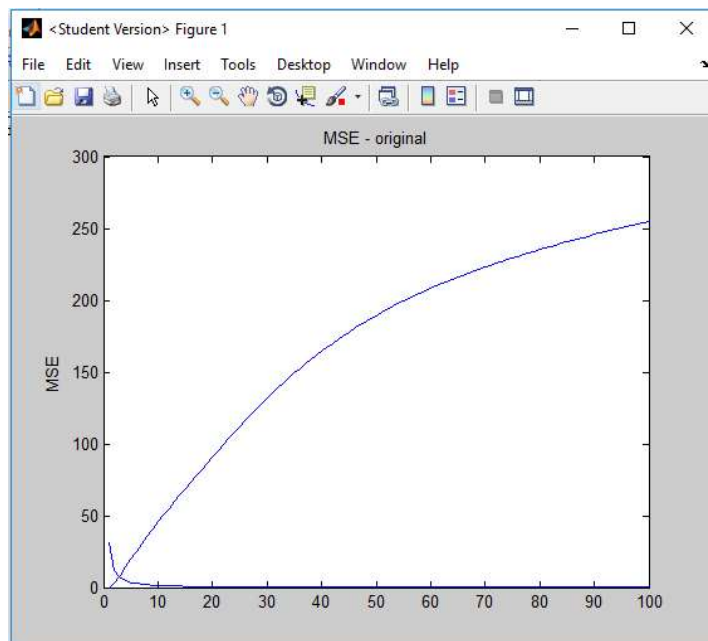 <Student Version> Figure 1
File Edit View Insert Tools Desktop Window Help
MSE - original
300
250
200
150
100
50
0
MSE
0 10 20 30 40 50 60 70 80 90 100